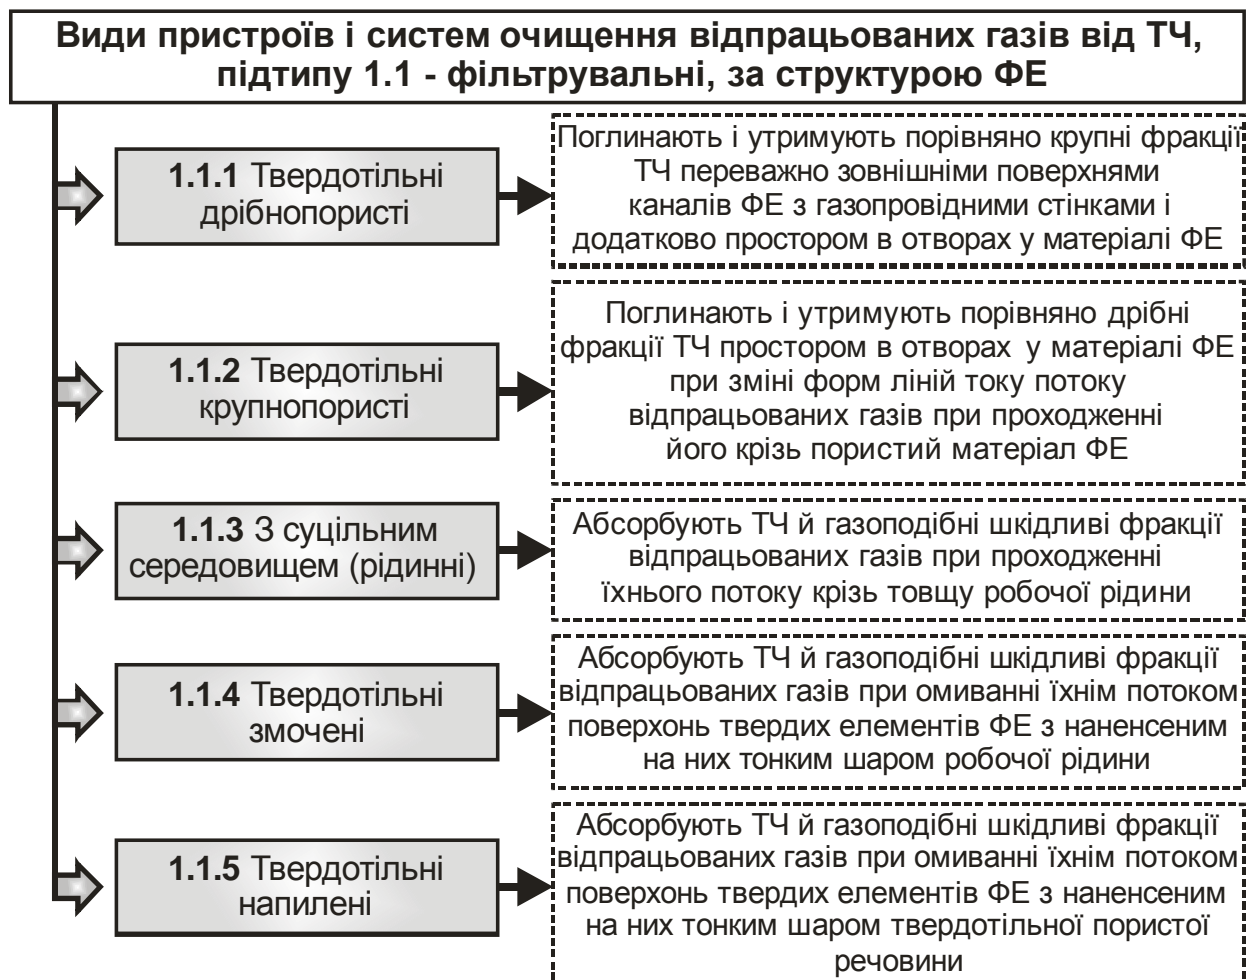 Види пристроїв і систем очищення відпрацьованих газів від ТЧ,
підтипу 1.1 - фільтрувальні, за структурою ФЕ
1.1.1 Твердотільні
дрібнопористі
Поглинають і утримують порівняно крупні фракції
ТЧ переважно зовнішніми поверхнями
каналів ФЕ з газопровідними стінками і
додатково простором в отворах у матеріалі ФЕ
1.1.2 Твердотільні
крупнопористі
Поглинають і утримують порівняно дрібні
фракції ТЧ простором в отворах у матеріалі ФЕ
при зміні форм ліній току потоку
відпрацьованих газів при проходженні
його крізь пористий матеріал ФЕ
1.1.3 З суцільним
середовищем (рідинні)
Абсорбують ТЧ й газоподібні шкідливі фракції
відпрацьованих газів при проходженні
їхнього потоку крізь товщу робочої рідини
1.1.4 Твердотільні
змочені
Абсорбують ТЧ й газоподібні шкідливі фракції
відпрацьованих газів при омиванні їхнім потоком
поверхонь твердих елементів ФЕ з наненсеним
на них тонким шаром робочої рідини
1.1.5 Твердотільні
напилені
Абсорбують ТЧ й газоподібні шкідливі фракції
відпрацьованих газів при омиванні їхнім потоком
поверхонь твердих елементів ФЕ з наненсеним
на них тонким шаром твердотільної пористої
речовини